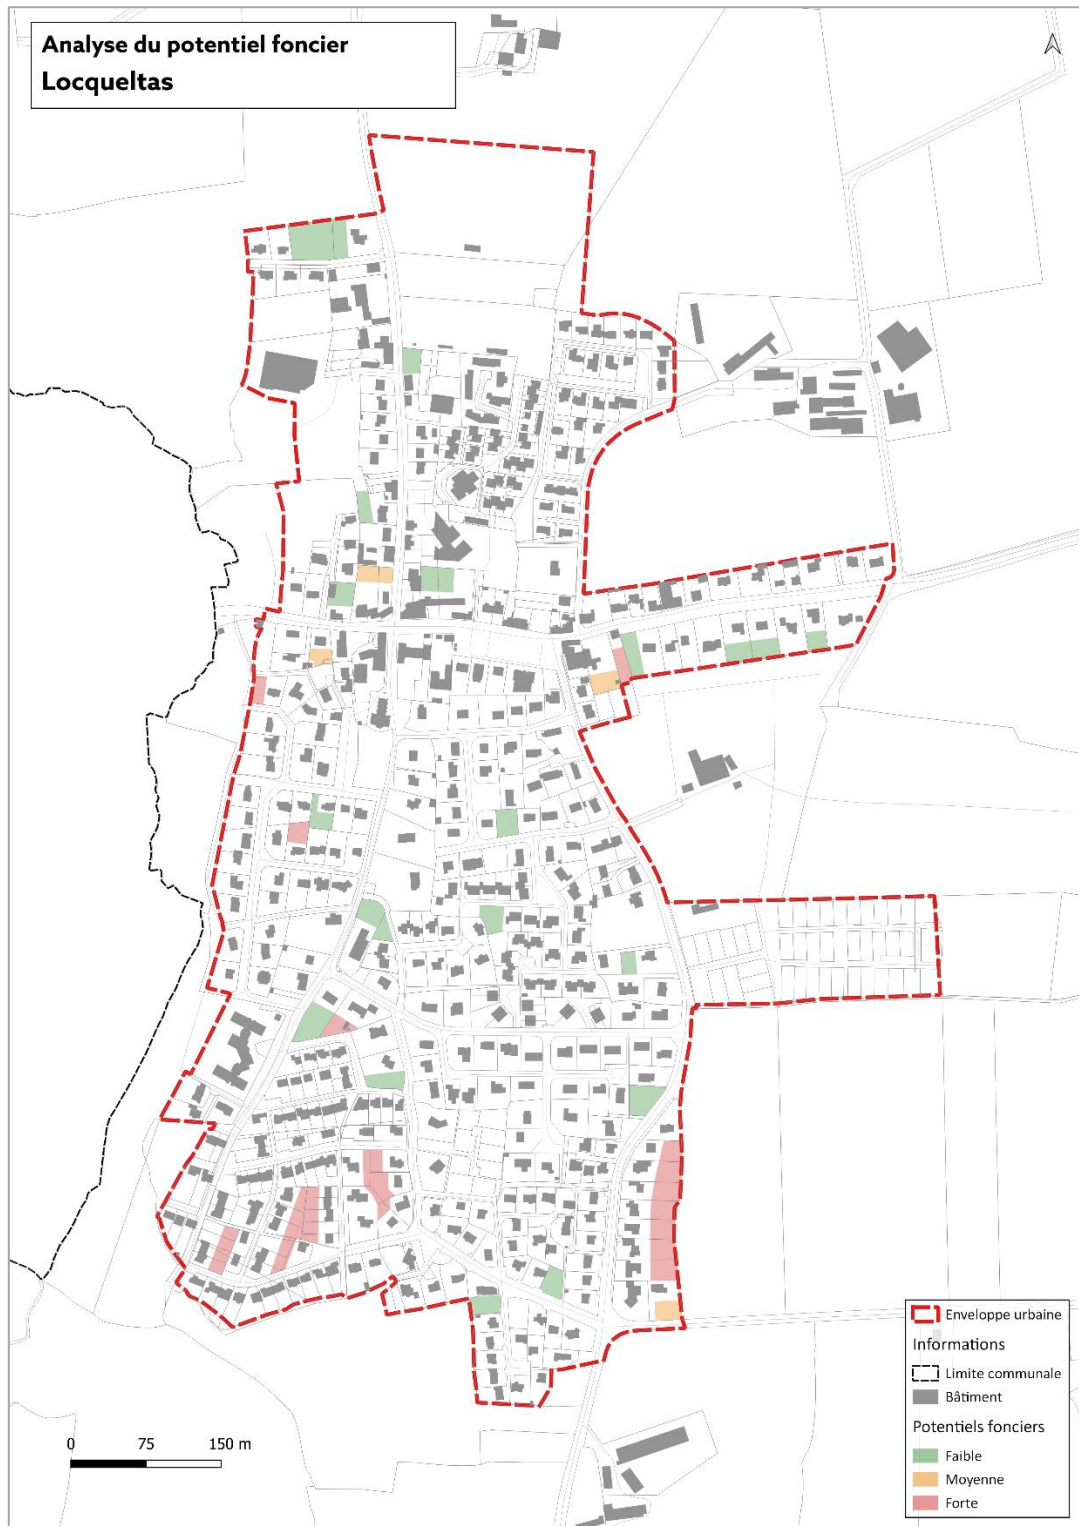 Analyse du potentiel foncier
Locqueltas
0 75 150 m
Enveloppe urbaine
Informations
Limite communale
Bâtiment
Potentiels fonciers
Faible
Moyenne
Forte